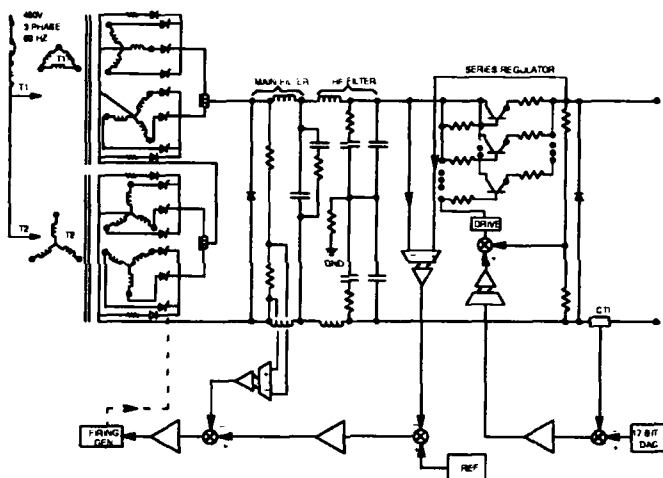 480V
3 PHASE
60 HZ
T1
T1
T2
T2
MAIN FILTER
HF FILTER
SERIES REGULATOR
GND
DRIVE
CT1
FIRING
GEN
REF
17-BIT
DAC